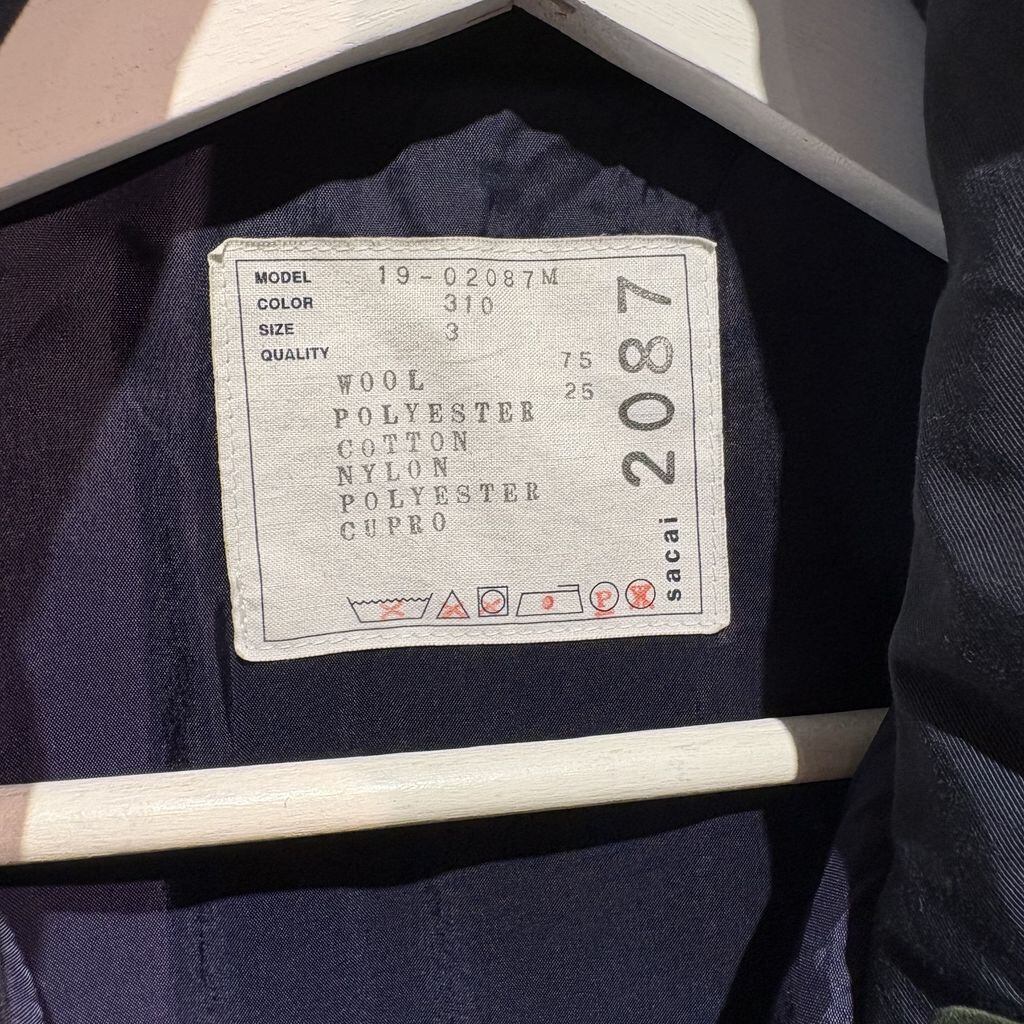 MODEL 19-02087M
COLOR 310
SIZE 3
QUALITY
WOOL 75
POLYESTER 25
COTTON
NYLON
POLYESTER
CUPRO
P
sacai 2087